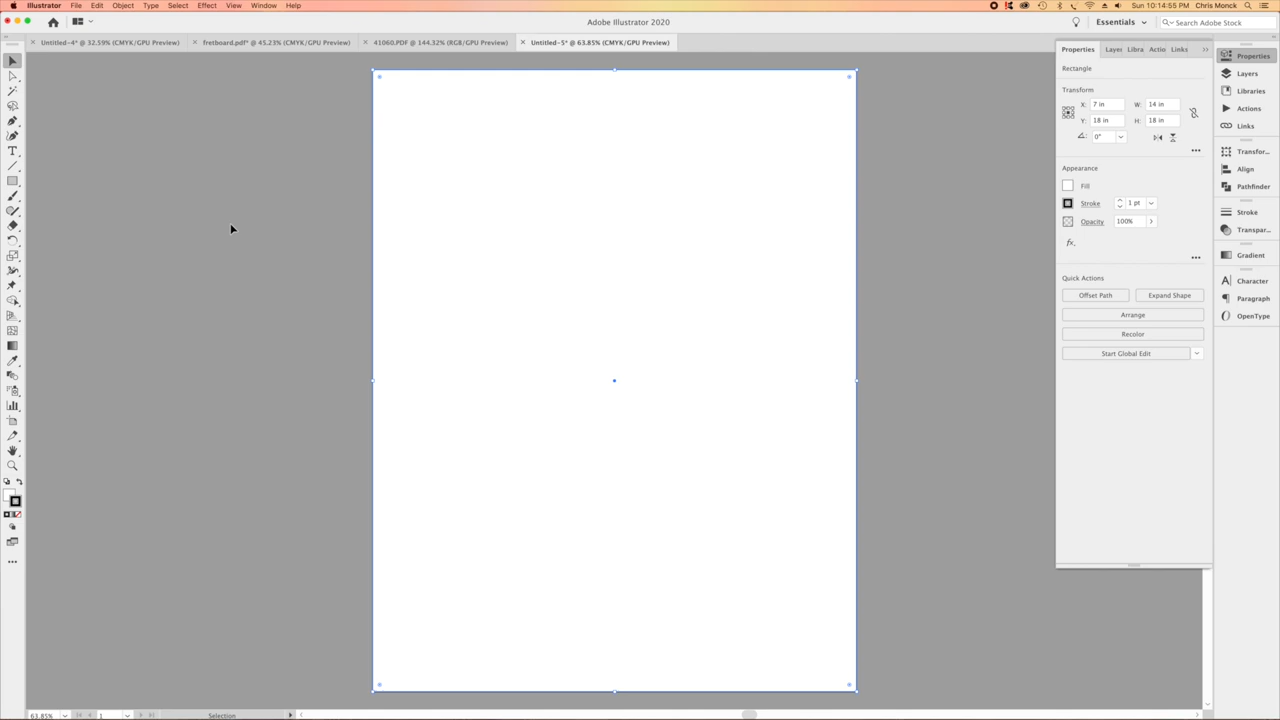 Illustrator File Edit Object Type Select Effect View Window Help Sun 10:14:55 Chris Monck
Adobe Illustrator 2020 Essentials Search Adobe Stock
Untitled-4* @ 32.59% (CMYK/GPU Preview) fretboard.pdf* @ 45.23% (CMYK/GPU Preview) 41060.PDF @ 144.32% (RGB/GPU Preview) Untitled-5* @ 63.85% (CMYK/GPU Preview)
Properties Layer Libra Actio Links
Rectangle
Transform
X: 7 in W: 14 in
Y: 18 in H: 18 in
0°
Appearance
Fill
Stroke 1 pt
Opacity 100%
fx.
Quick Actions
Offset Path Expand Shape
Arrange
Recolor
Start Global Edit
Properties
Layers
Libraries
Actions
Links
Transfor...
Align
Pathfinder
Stroke
Transpar...
Gradient
Character
Paragraph
OpenType
63.85% 1 Selection